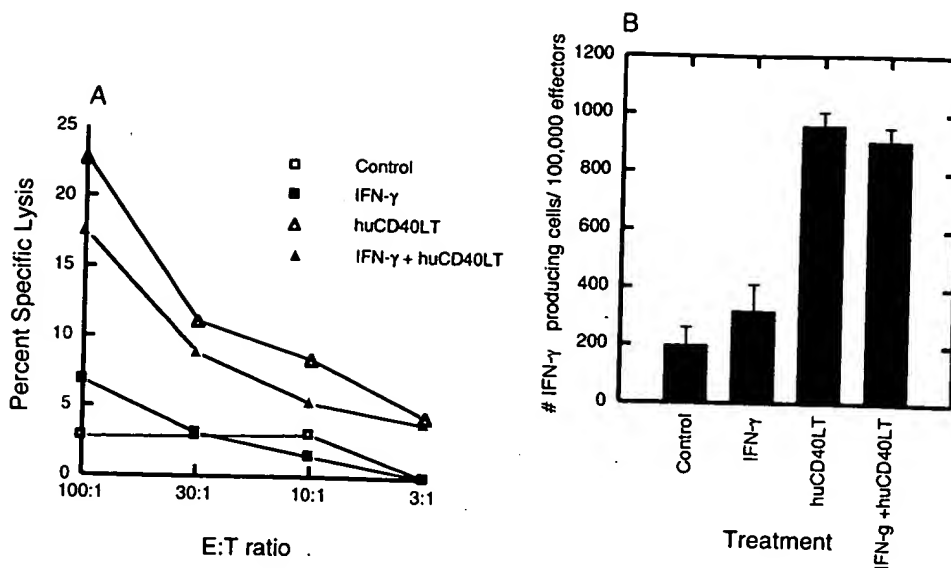 A
Percent Specific Lysis
25
20
15
10
5
0
100:1
30:1
10:1
3:1
E:T ratio
Control
IFN-γ
huCD40LT
IFN-γ + huCD40LT
B
# IFN-γ producing cells/ 100,000 effectors
1200
1000
800
600
400
200
0
Control
IFN-γ
huCD40LT
IFN-g +huCD40LT
Treatment